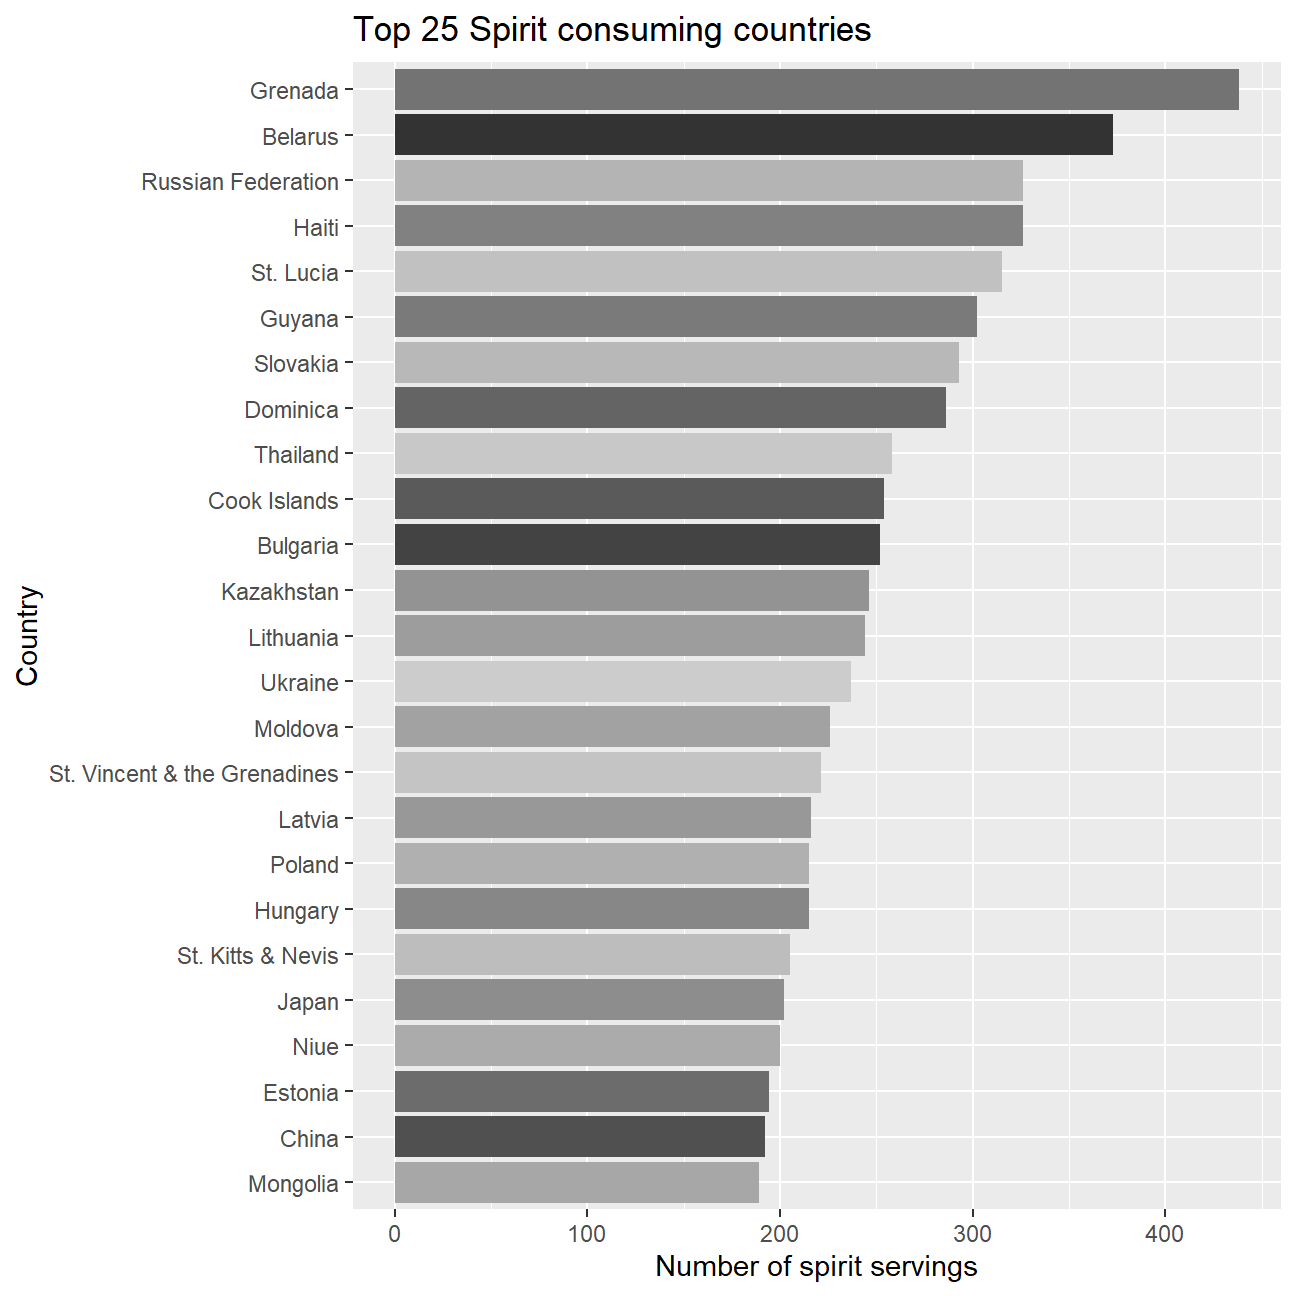 Top 25 Spirit consuming countries
Grenada
Belarus
Russian Federation
Haiti
St. Lucia
Guyana
Slovakia
Dominica
Thailand
Cook Islands
Bulgaria
Kazakhstan
Lithuania
Ukraine
Moldova
St. Vincent & the Grenadines
Latvia
Poland
Hungary
St. Kitts & Nevis
Japan
Niue
Estonia
China
Mongolia
Country
0 100 200 300 400
Number of spirit servings